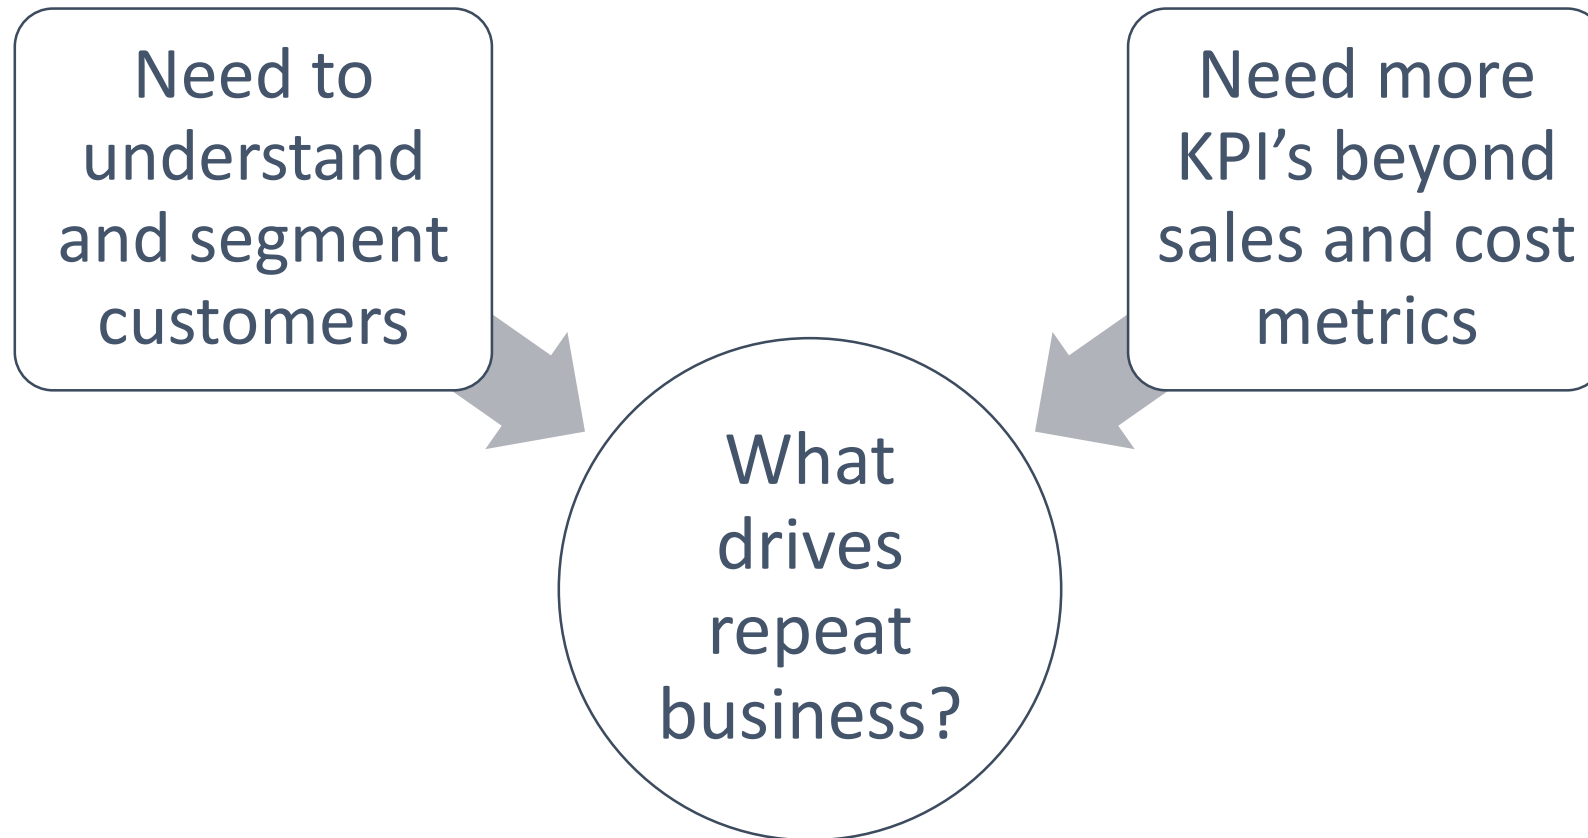 Need to
understand
and segment
customers
Need more
KPI’s beyond
sales and cost
metrics
What
drives
repeat
business?